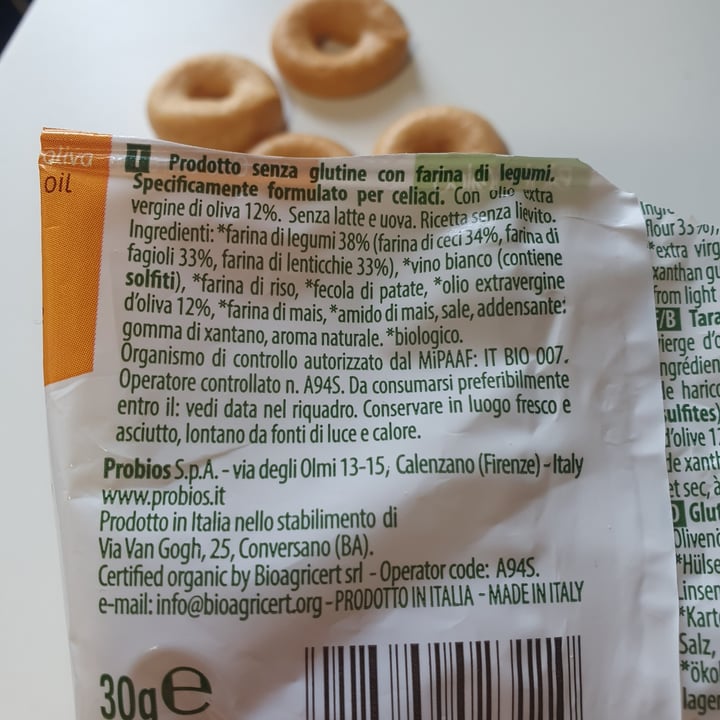 oliva
oil
I Prodotto senza glutine con farina di legumi.
Specificamente formulato per celiaci. Con olio extra
vergine di oliva 12%. Senza latte e uova. Ricetta senza lievito.
Ingredienti: *farina di legumi 38% (farina di ceci 34%, farina di
fagioli 33%, farina di lenticchie 33%), *vino bianco (contiene
solfiti), *farina di riso, *fecola di patate, *olio extravergine
d'oliva 12%, *farina di mais, *amido di mais, sale, addensante:
gomma di xantano, aroma naturale. *biologico.
Organismo di controllo autorizzato dal MiPAAF: IT BIO 007.
Operatore controllato n. A94S. Da consumarsi preferibilmente
entro il: vedi data nel riquadro. Conservare in luogo fresco e
asciutto, lontano da fonti di luce e calore.
Probios S.p.A. - via degli Olmi 13-15, Calenzano (Firenze) - Italy
www.probios.it
Prodotto in Italia nello stabilimento di
Via Van Gogh, 25, Conversano (BA).
Certified organic by Bioagricert srl - Operator code: A94S.
e-mail: info@bioagricert.org - PRODOTTO IN ITALIA - MADE IN ITALY
30g e
flour 33%),
*extra virg
xanthan gu
from light
F/B Tara
vierge d'o
ngrédien
le haric
sulfites)
d'olive 12
de xanth
et sec, à
D Glut
Oliveno
*Hülse
Linsen
*Karto
Salz,
*öko
lager